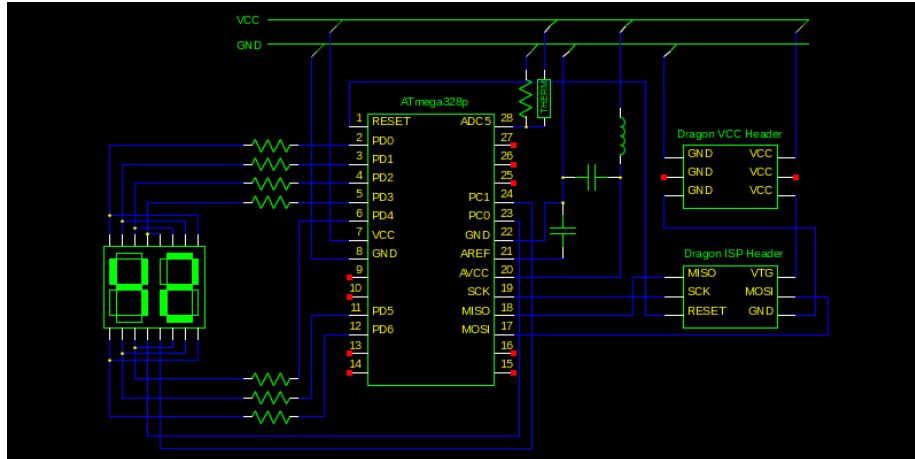 VCC
GND
ATmega328p
1 RESET ADC5 28
2 PD0 27
3 PD1 26
4 PD2 25
5 PD3 PC1 24
6 PD4 PC0 23
7 VCC GND 22
8 GND AREF 21
9 AVCC 20
10 SCK 19
11 PD5 MISO 18
12 PD6 MOSI 17
13 16
14 15
THERM
Dragon VCC Header
GND VCC
GND VCC
GND VCC
Dragon ISP Header
MISO VTG
SCK MOSI
RESET GND
42